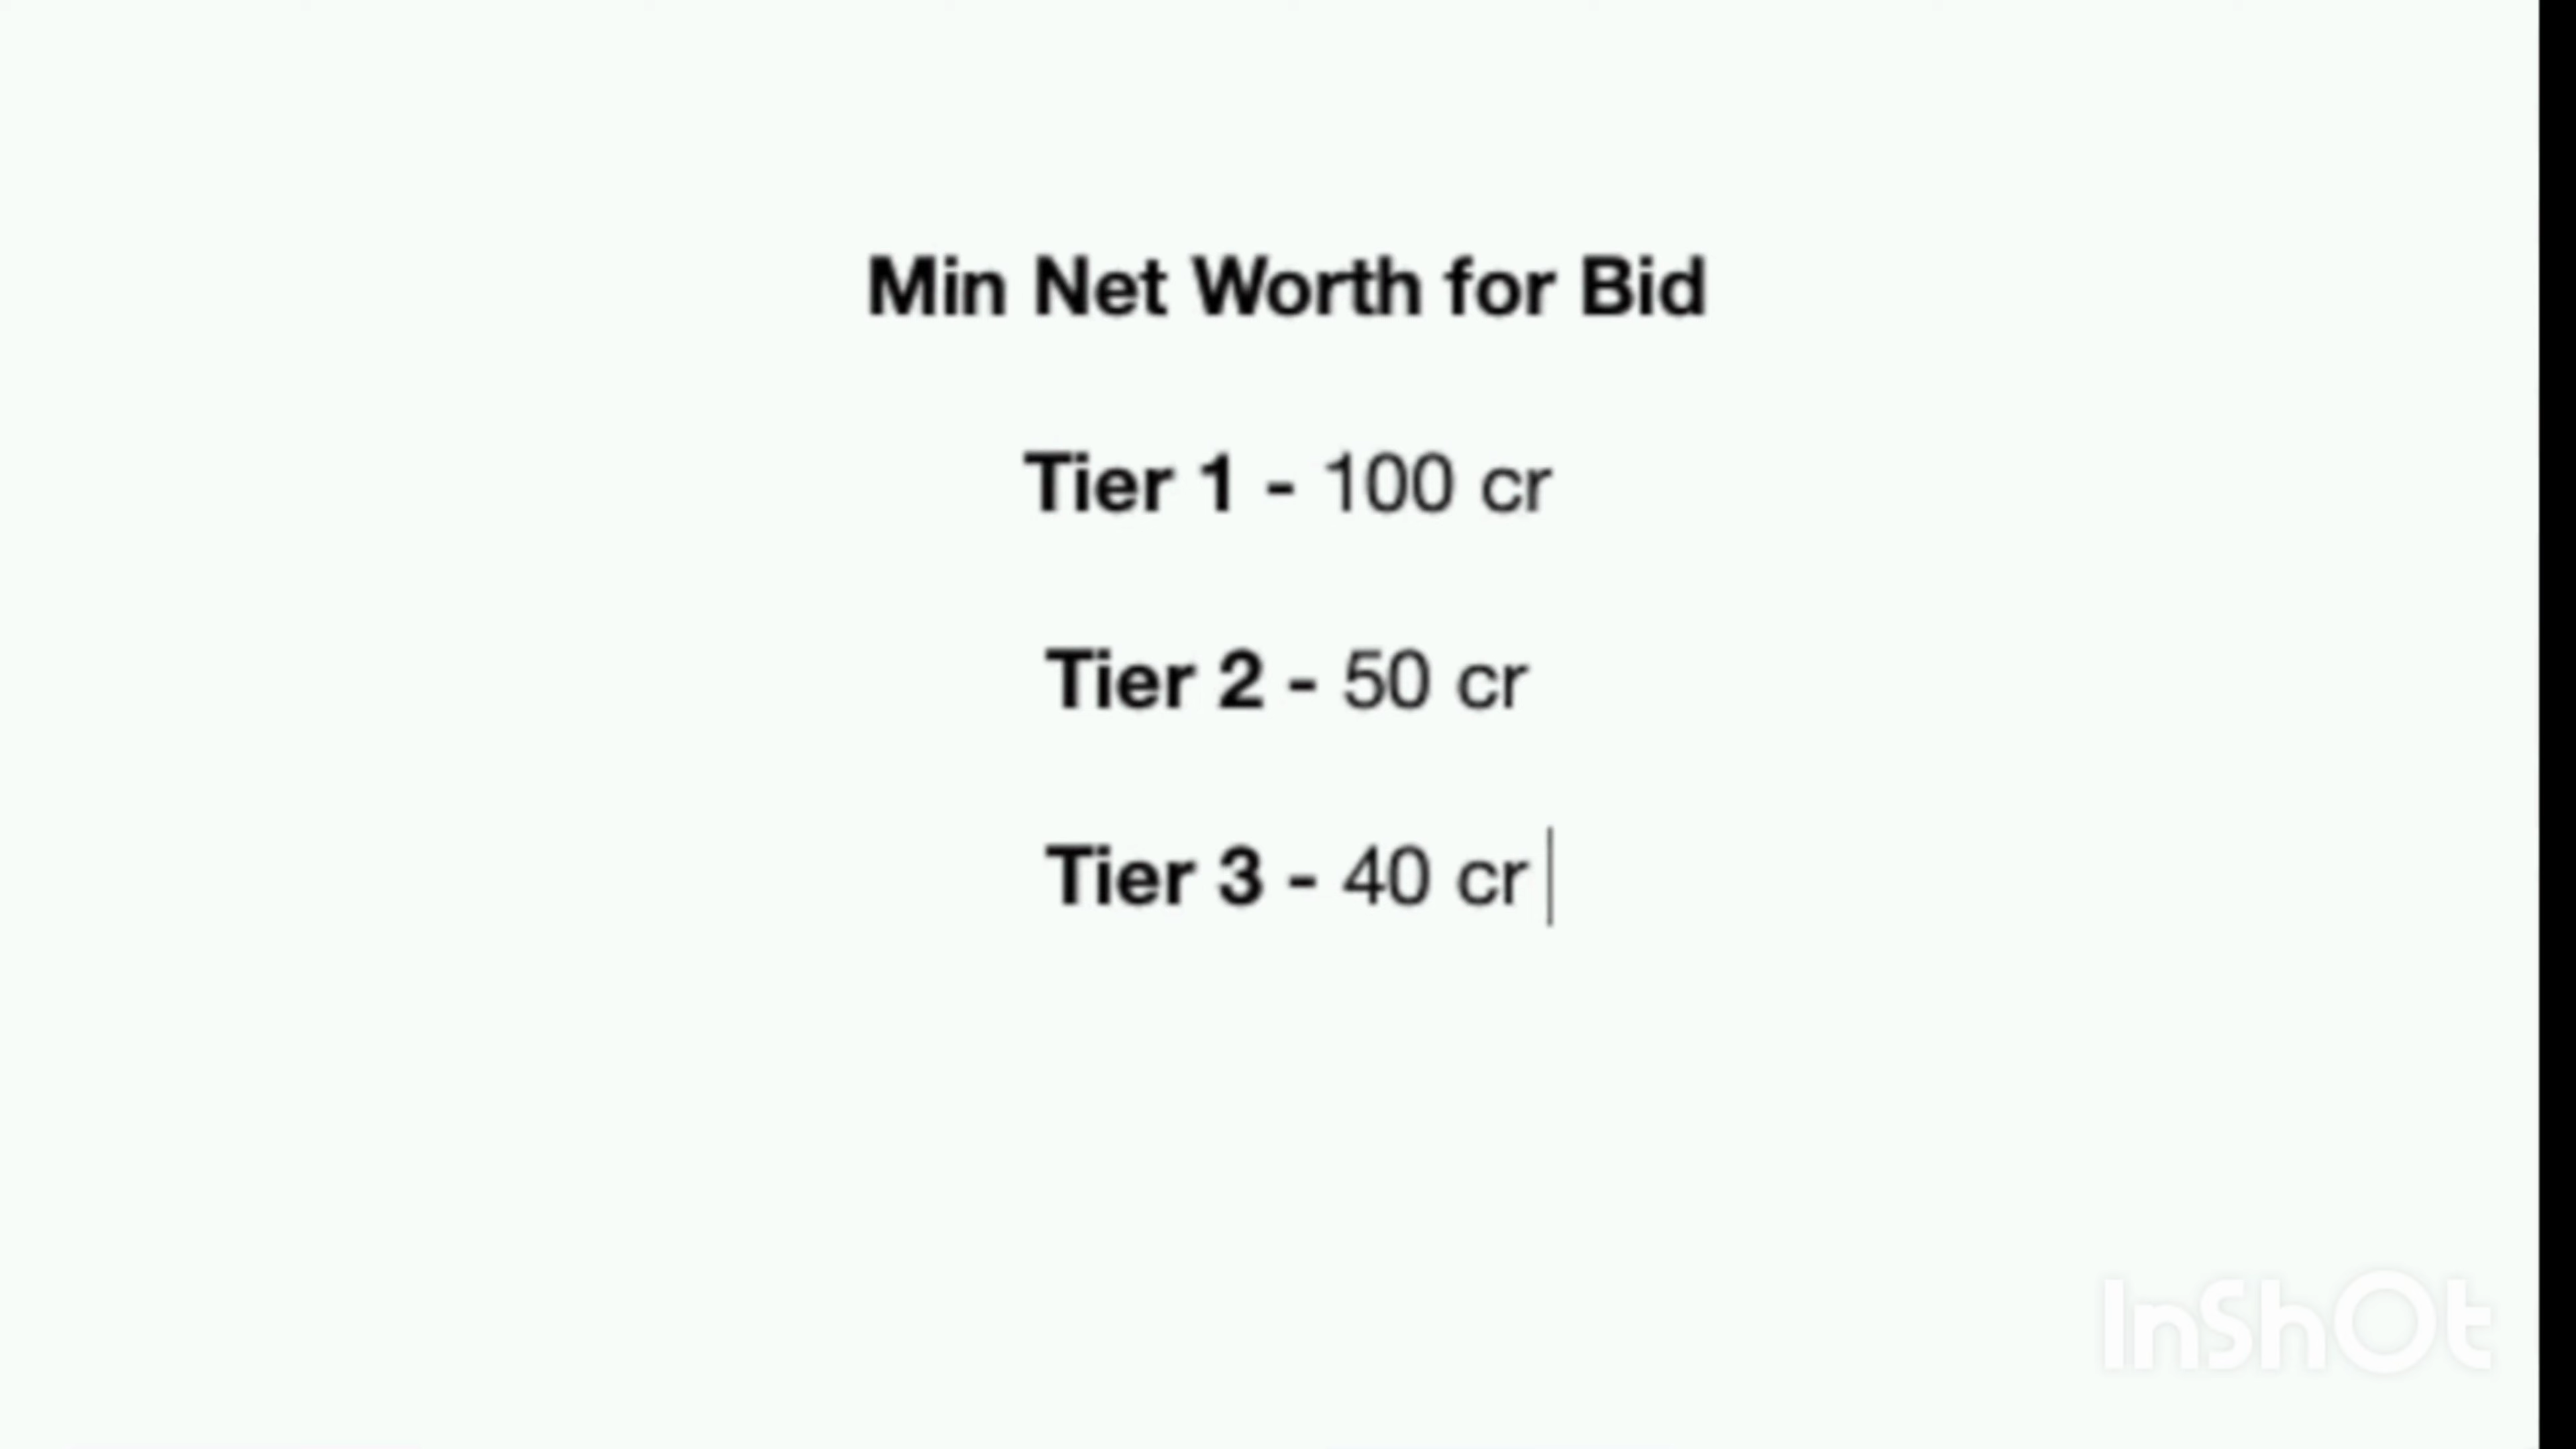 Min Net Worth for Bid
Tier 1 - 100 cr
Tier 2 - 50 cr
Tier 3 - 40 cr
InShOt